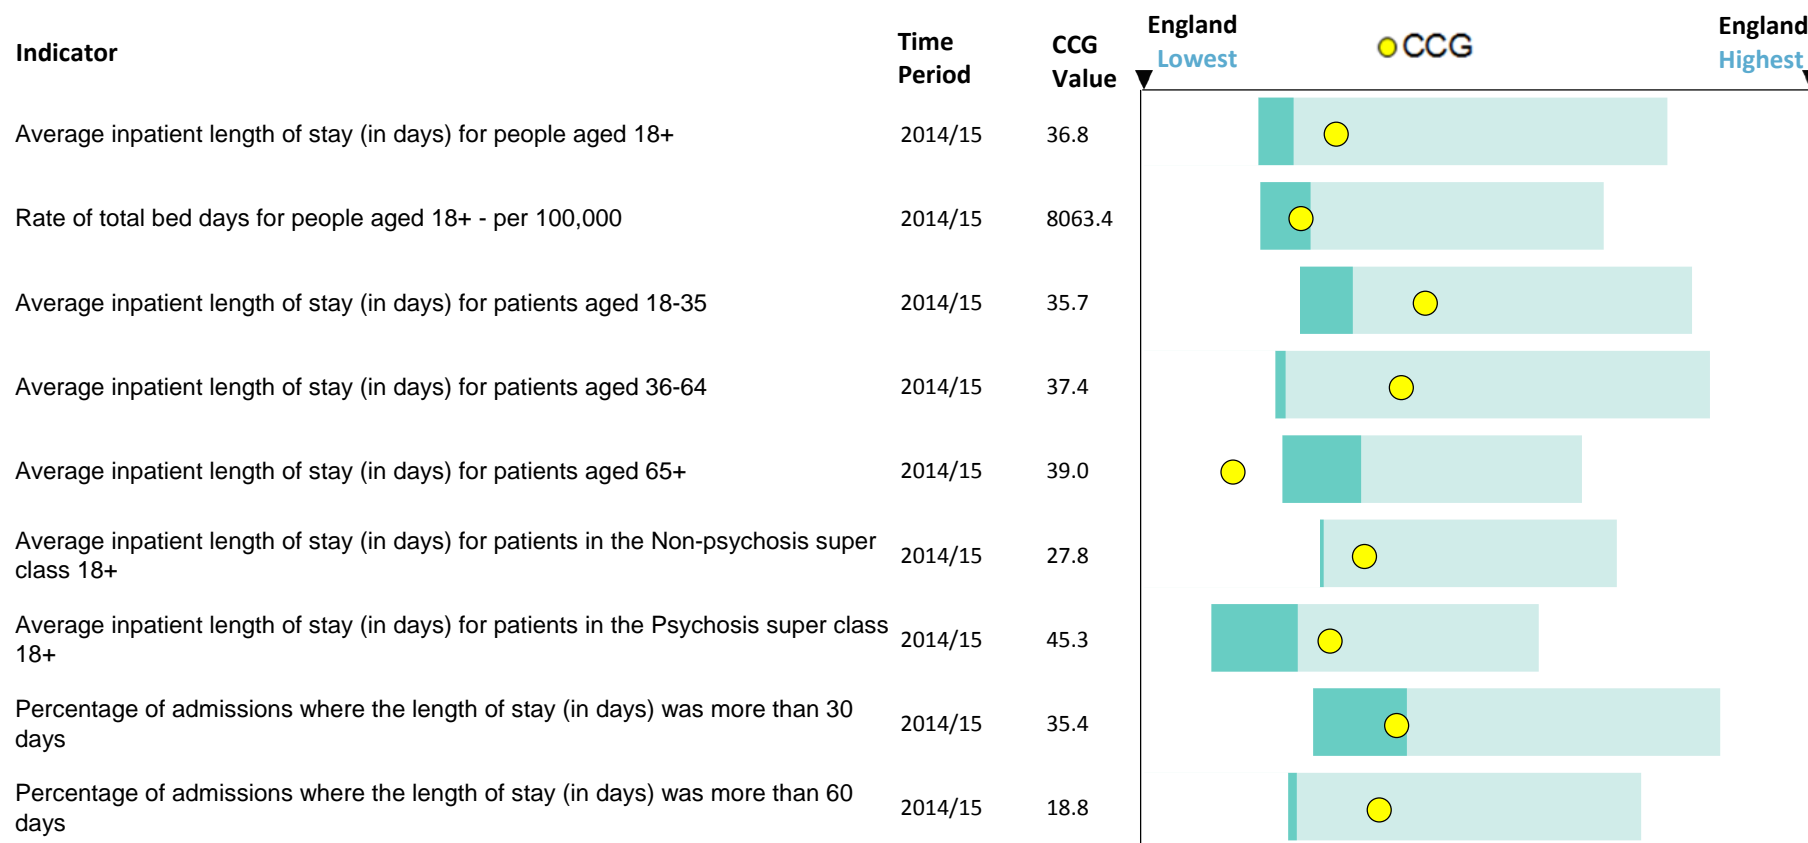 Indicator
Time
Period
CCG
Value
England
Lowest
CCG
England
Highest
Average inpatient length of stay (in days) for people aged 18+ 2014/15 36.8
Rate of total bed days for people aged 18+ - per 100,000 2014/15 8063.4
Average inpatient length of stay (in days) for patients aged 18-35 2014/15 35.7
Average inpatient length of stay (in days) for patients aged 36-64 2014/15 37.4
Average inpatient length of stay (in days) for patients aged 65+ 2014/15 39.0
Average inpatient length of stay (in days) for patients in the Non-psychosis super
class 18+
2014/15 27.8
Average inpatient length of stay (in days) for patients in the Psychosis super class
18+
2014/15 45.3
Percentage of admissions where the length of stay (in days) was more than 30
days
2014/15 35.4
Percentage of admissions where the length of stay (in days) was more than 60
days
2014/15 18.8